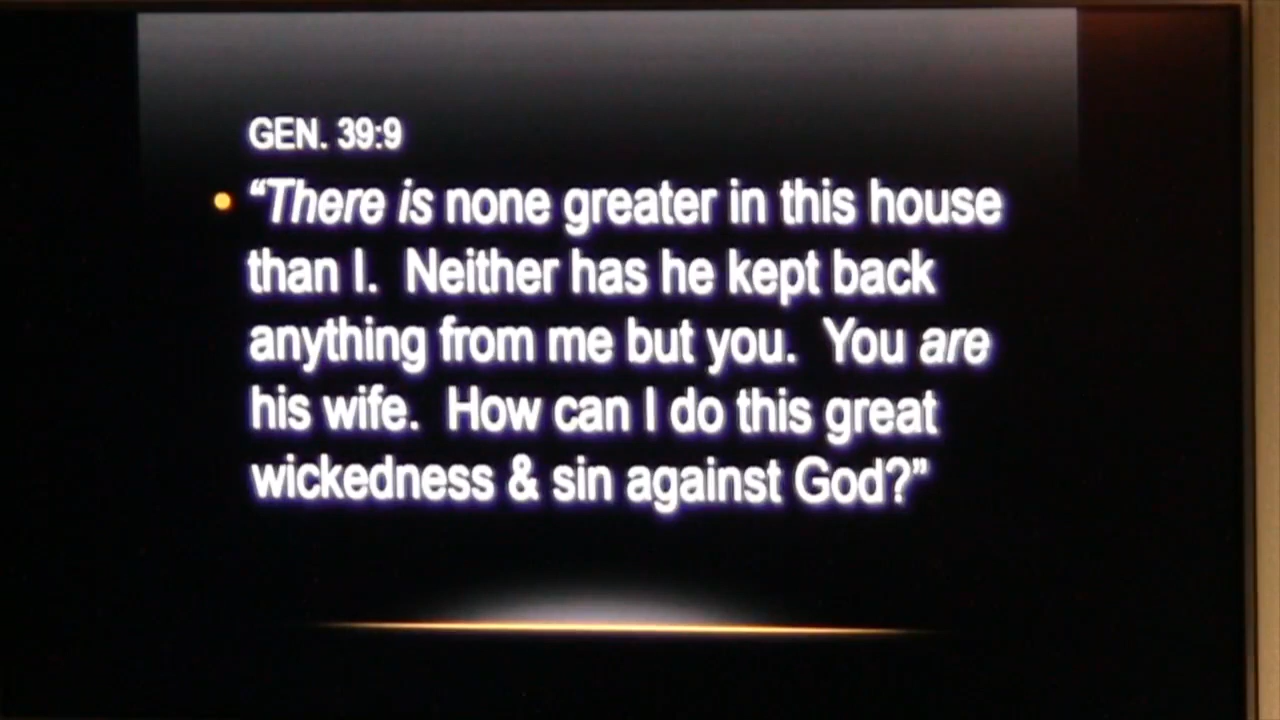 GEN. 39:9
• “There is none greater in this house
than I.  Neither has he kept back
anything from me but you.  You are
his wife.  How can I do this great
wickedness & sin against God?”